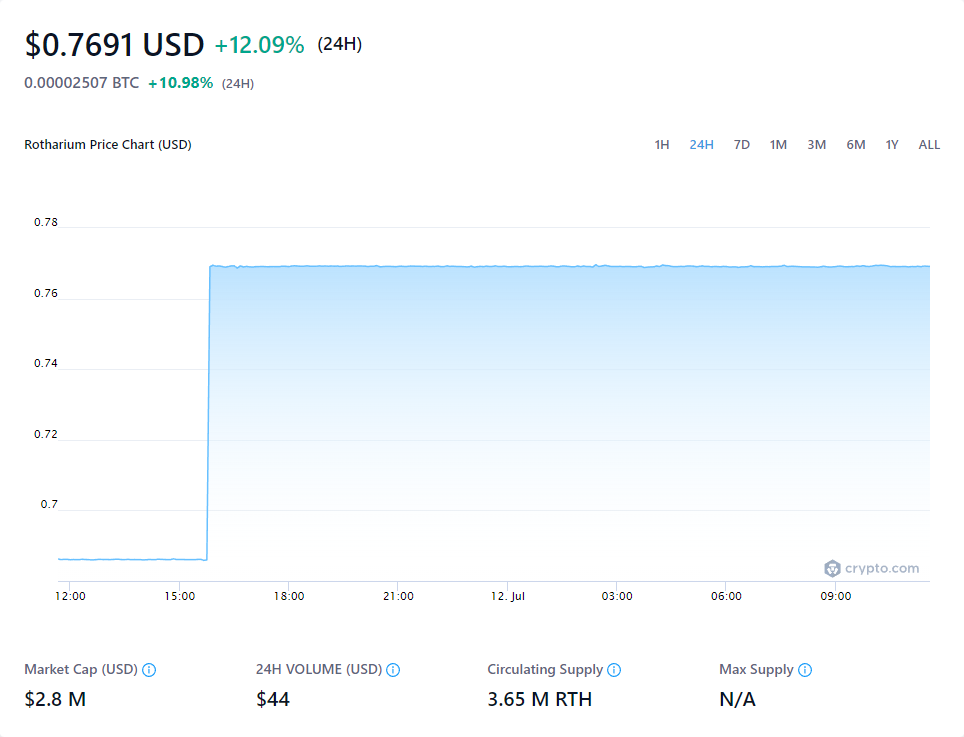 $0.7691 USD +12.09% (24H)
0.00002507 BTC +10.98% (24H)
Rotharium Price Chart (USD) 1H 24H 7D 1M 3M 6M 1Y ALL
0.78
0.76
0.74
0.72
0.7
crypto.com
12:00 15:00 18:00 21:00 12. Jul 03:00 06:00 09:00
Market Cap (USD) 24H VOLUME (USD) Circulating Supply Max Supply
$2.8 M $44 3.65 M RTH N/A